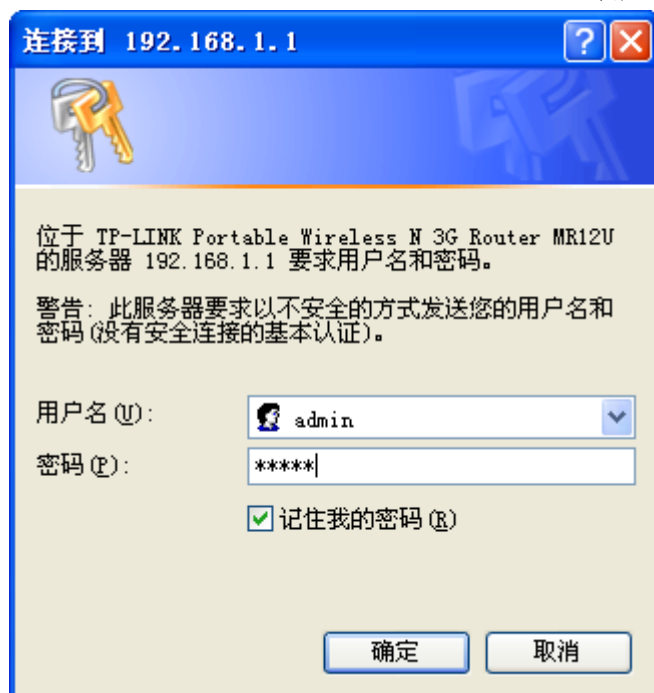 连接到 192.168.1.1
位于 TP-LINK Portable Wireless N 3G Router MR12U
的服务器 192.168.1.1 要求用户名和密码。
警告: 此服务器要求以不安全的方式发送您的用户名和
密码(没有安全连接的基本认证)。
用户名(U): admin
密码(P): *****
记住我的密码(R)
确定 取消